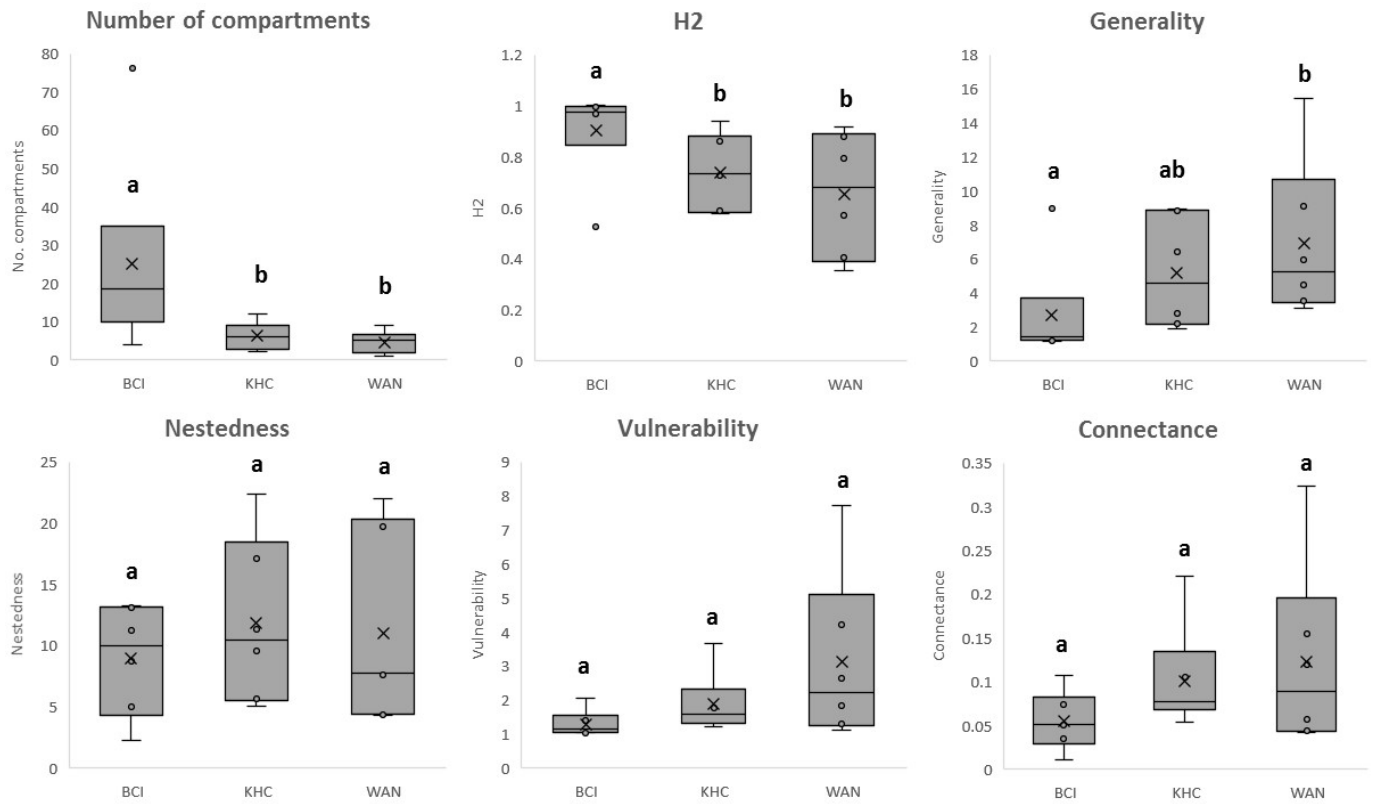 Number of compartments
No. compartments
80
70
60
50
40
30
20
10
0
a
b
b
BCI
KHC
WAN
H2
H2
1.2
1
0.8
0.6
0.4
0.2
0
a
b
b
BCI
KHC
WAN
Generality
Generality
18
16
14
12
10
8
6
4
2
0
a
ab
b
BCI
KHC
WAN
Nestedness
Nestedness
25
20
15
10
5
0
a
a
a
BCI
KHC
WAN
Vulnerability
Vulnerability
9
8
7
6
5
4
3
2
1
0
a
a
a
BCI
KHC
WAN
Connectance
Connectance
0.35
0.3
0.25
0.2
0.15
0.1
0.05
0
a
a
a
BCI
KHC
WAN